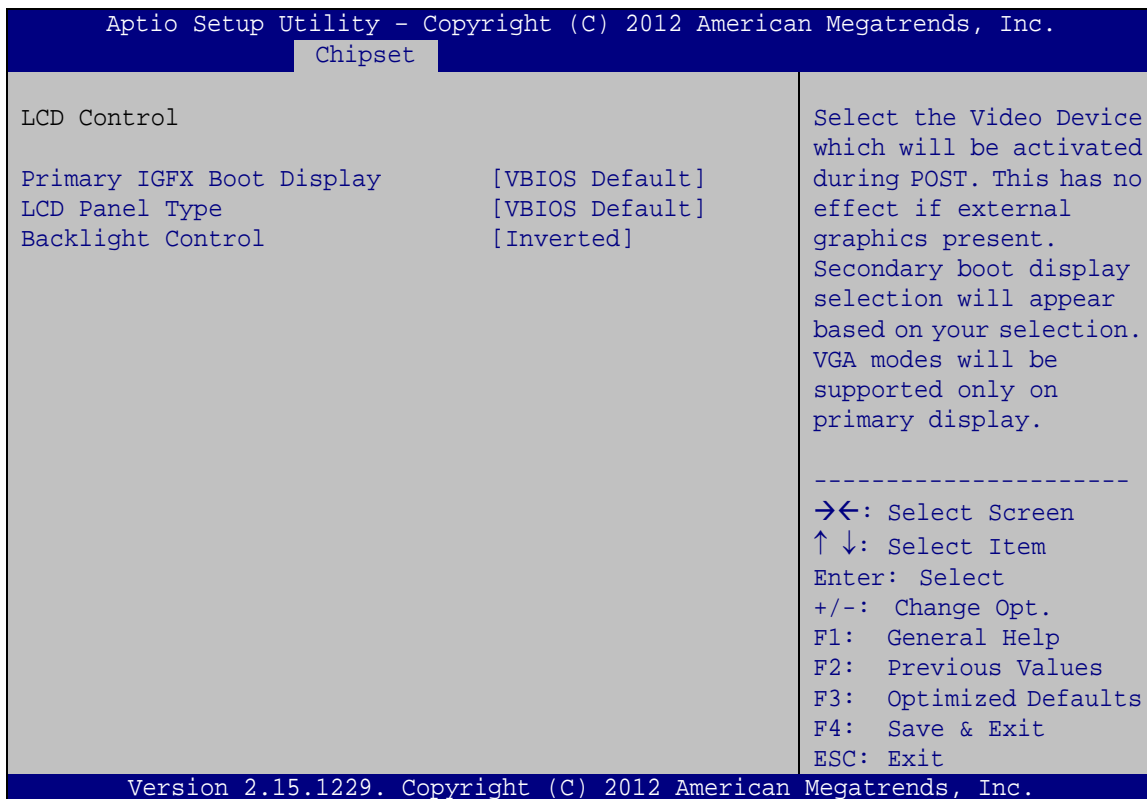 Aptio Setup Utility – Copyright (C) 2012 American Megatrends, Inc.
Chipset
LCD Control
Primary IGFX Boot Display [VBIOS Default]
LCD Panel Type [VBIOS Default]
Backlight Control [Inverted]
Select the Video Device
which will be activated
during POST. This has no
effect if external
graphics present.
Secondary boot display
selection will appear
based on your selection.
VGA modes will be
supported only on
primary display.
----------------------
→←: Select Screen
↑ ↓: Select Item
Enter: Select
+/-: Change Opt.
F1: General Help
F2: Previous Values
F3: Optimized Defaults
F4: Save & Exit
ESC: Exit
Version 2.15.1229. Copyright (C) 2012 American Megatrends, Inc.